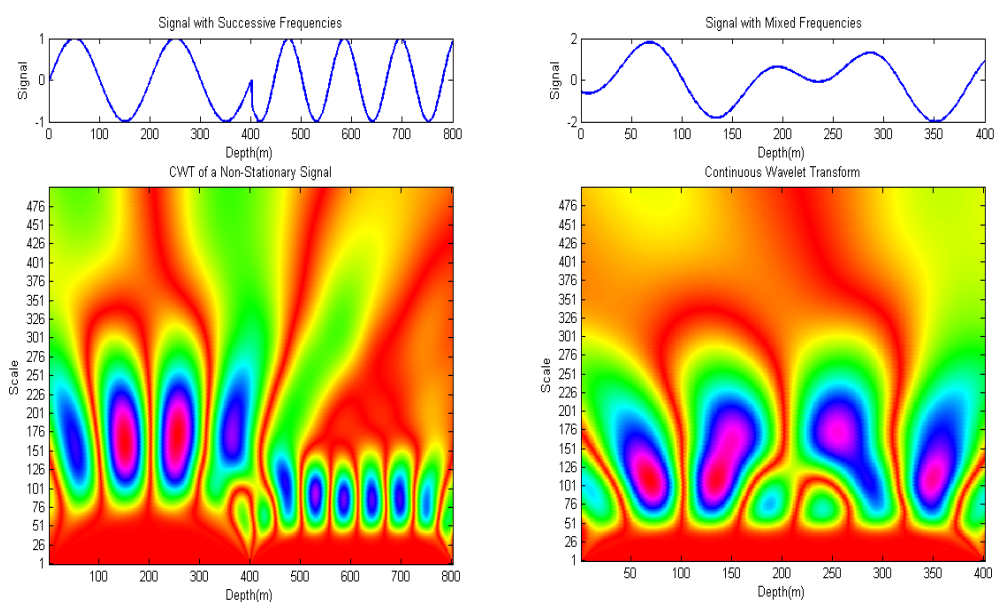 Signal with Successive Frequencies
1
0
-1
Signal
0 100 200 300 400 500 600 700 800
Depth(m)
CWT of a Non-Stationary Signal
476
451
426
401
376
351
326
301
276
251
226
201
176
151
126
101
76
51
26
1
Scale
100 200 300 400 500 600 700 800
Depth(m)
Signal with Mixed Frequencies
2
0
-2
Signal
0 50 100 150 200 250 300 350 400
Depth(m)
Continuous Wavelet Transform
476
451
426
401
376
351
326
301
276
251
226
201
176
151
126
101
76
51
26
1
Scale
50 100 150 200 250 300 350 400
Depth(m)